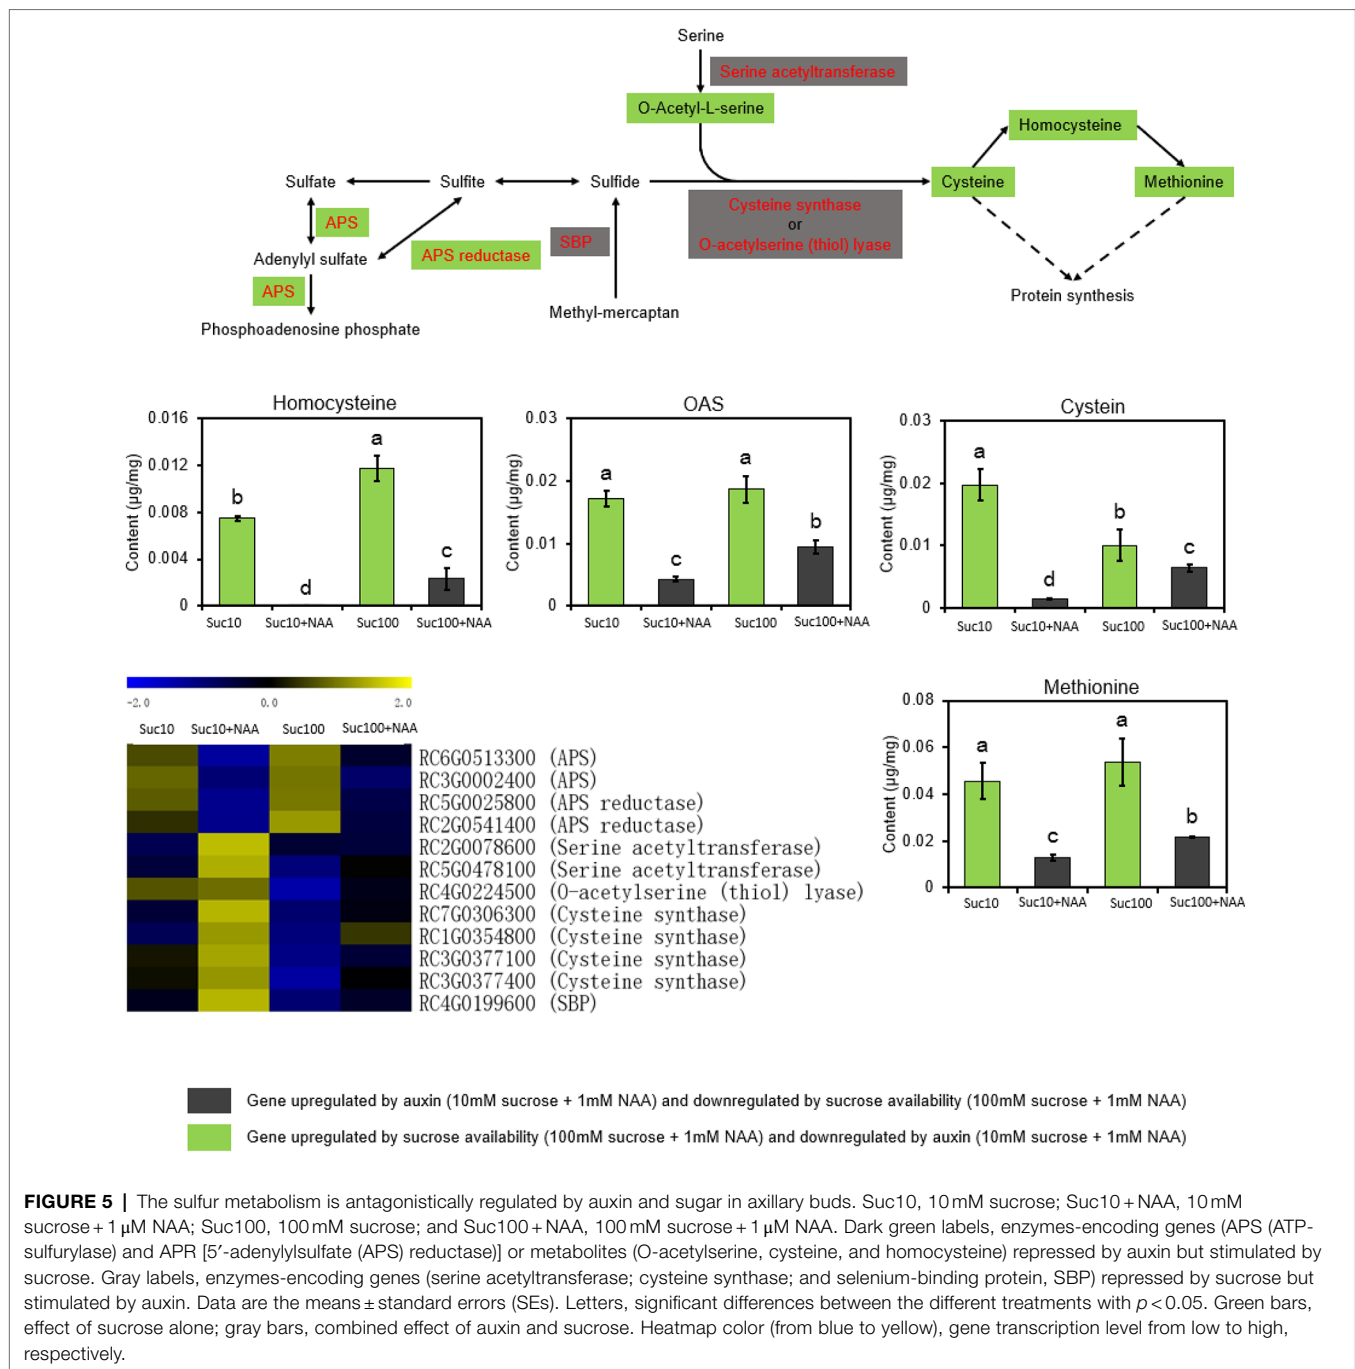 Serine
Serine acetyltransferase
O-Acetyl-L-serine
Homocysteine
Sulfate
Sulfite
Sulfide
Cysteine
Methionine
APS
Cysteine synthase
or
O-acetylserine (thiol) lyase
SBP
APS reductase
Adenylyl sulfate
APS
Protein synthesis
Methyl-mercaptan
Phosphoadenosine phosphate
Homocysteine
Content (µg/mg)
0.016
0.012
0.008
0.004
0
b
d
a
c
Suc10 Suc10+NAA Suc100 Suc100+NAA
OAS
Content (µg/mg)
0.03
0.02
0.01
0
a
c
a
b
Suc10 Suc10+NAA Suc100 Suc100+NAA
Cystein
Content (µg/mg)
0.03
0.02
0.01
0
a
d
b
c
Suc10 Suc10+NAA Suc100 Suc100+NAA
-2.0 0.0 2.0
Suc10 Suc10+NAA Suc100 Suc100+NAA
RC6G0513300 (APS)
RC3G0002400 (APS)
RC5G0025800 (APS reductase)
RC2G0541400 (APS reductase)
RC2G0078600 (Serine acetyltransferase)
RC5G0478100 (Serine acetyltransferase)
RC4G0224500 (O-acetylserine (thiol) lyase)
RC7G0306300 (Cysteine synthase)
RC1G0354800 (Cysteine synthase)
RC3G0377100 (Cysteine synthase)
RC3G0377400 (Cysteine synthase)
RC4G0199600 (SBP)
Methionine
Content (µg/mg)
0.08
0.06
0.04
0.02
0
a
c
a
b
Suc10 Suc10+NAA Suc100 Suc100+NAA
Gene upregulated by auxin (10mM sucrose + 1mM NAA) and downregulated by sucrose availability (100mM sucrose + 1mM NAA)
Gene upregulated by sucrose availability (100mM sucrose + 1mM NAA) and downregulated by auxin (10mM sucrose + 1mM NAA)
FIGURE 5 | The sulfur metabolism is antagonistically regulated by auxin and sugar in axillary buds. Suc10, 10 mM sucrose; Suc10 + NAA, 10 mM
sucrose + 1 μM NAA; Suc100, 100 mM sucrose; and Suc100 + NAA, 100 mM sucrose + 1 μM NAA. Dark green labels, enzymes-encoding genes (APS (ATP-
sulfurylase) and APR [5′-adenylylsulfate (APS) reductase)] or metabolites (O-acetylserine, cysteine, and homocysteine) repressed by auxin but stimulated by
sucrose. Gray labels, enzymes-encoding genes (serine acetyltransferase; cysteine synthase; and selenium-binding protein, SBP) repressed by sucrose but
stimulated by auxin. Data are the means ± standard errors (SEs). Letters, significant differences between the different treatments with p < 0.05. Green bars,
effect of sucrose alone; gray bars, combined effect of auxin and sucrose. Heatmap color (from blue to yellow), gene transcription level from low to high,
respectively.